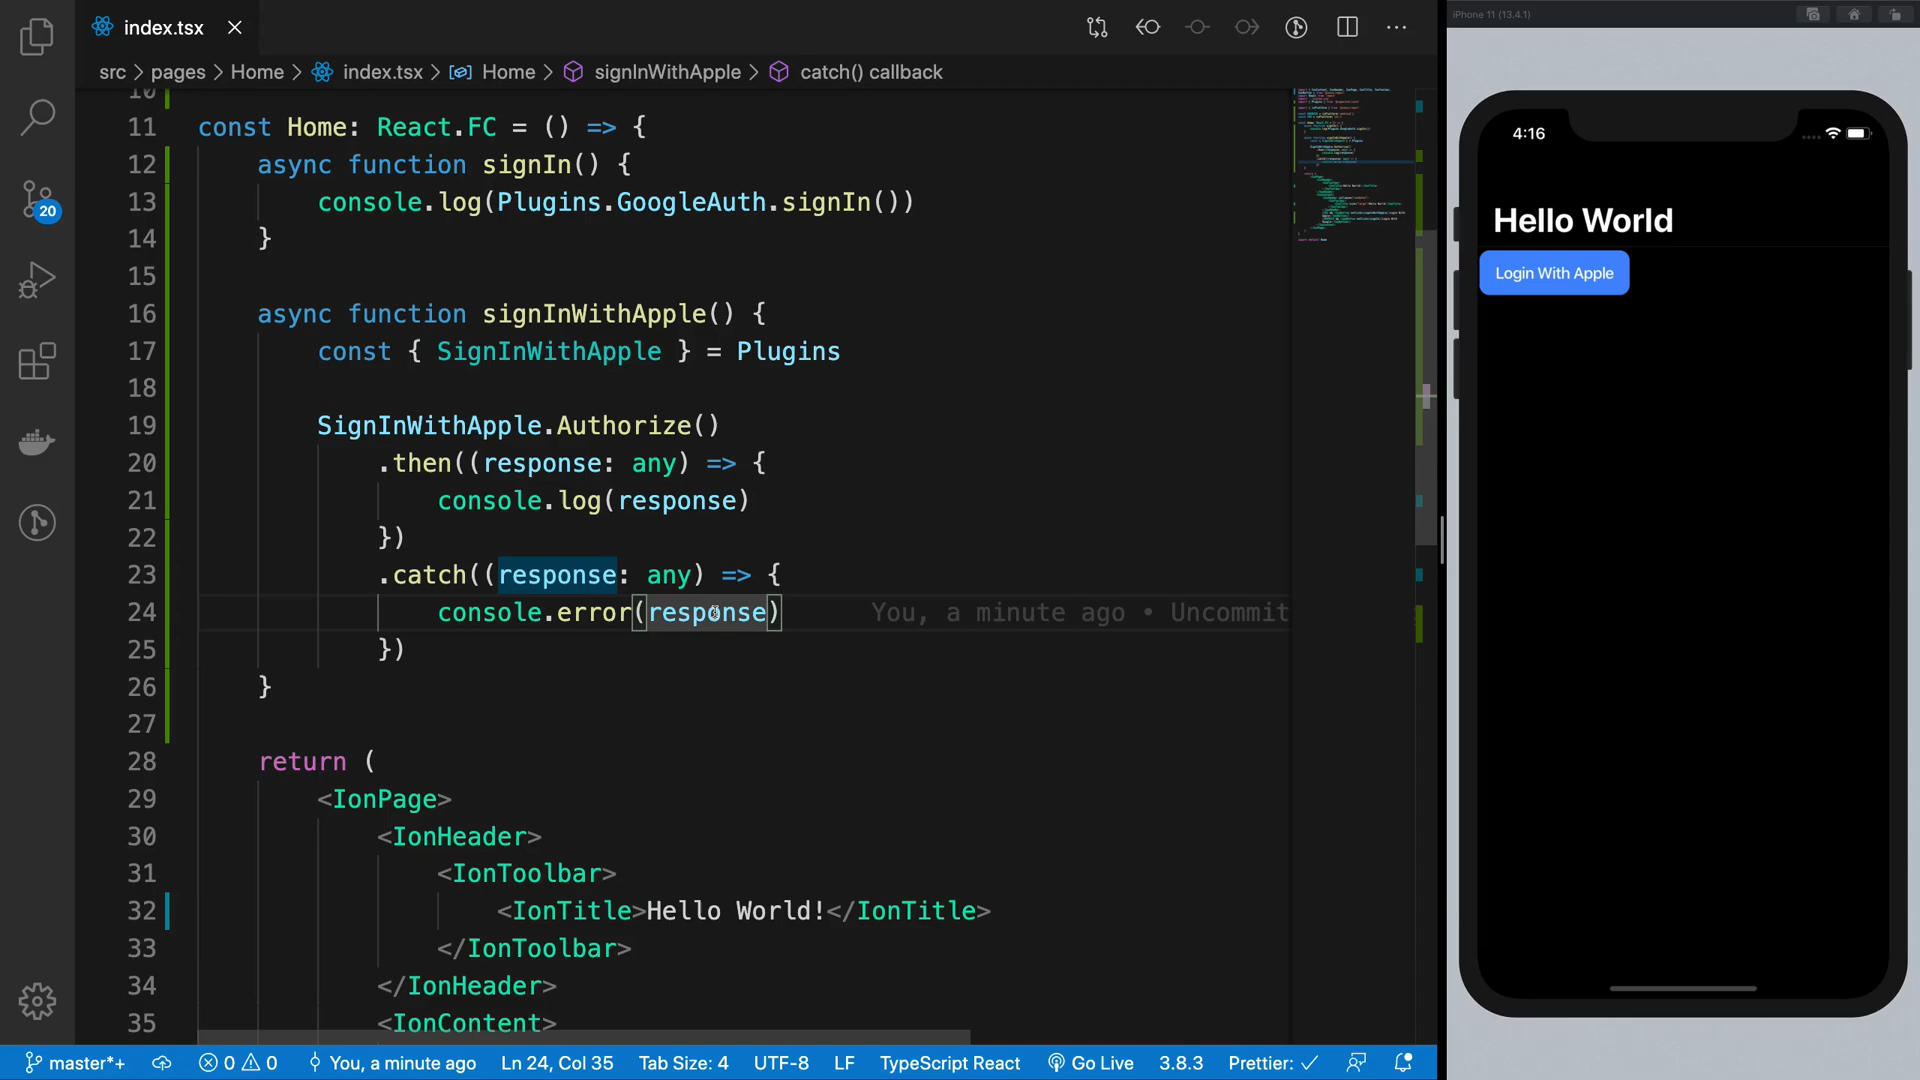 index.tsx
iPhone 11 (13.4.1)
src > pages > Home > index.tsx > Home > signInWithApple > catch() callback
10
11 const Home: React.FC = () => {
12 async function signIn() {
13 console.log(Plugins.GoogleAuth.signIn())
14 }
15
16 async function signInWithApple() {
17 const { SignInWithApple } = Plugins
18
19 SignInWithApple.Authorize()
20 .then((response: any) => {
21 console.log(response)
22 })
23 .catch((response: any) => {
24 console.error(response) You, a minute ago • Uncommit
25 })
26 }
27
28 return (
29 <IonPage>
30 <IonHeader>
31 <IonToolbar>
32 <IonTitle>Hello World!</IonTitle>
33 </IonToolbar>
34 </IonHeader>
35 <IonContent>
20
master*+ 0 0 You, a minute ago Ln 24, Col 35 Tab Size: 4 UTF-8 LF TypeScript React Go Live 3.8.3 Prettier: ✓
4:16
Hello World
Login With Apple